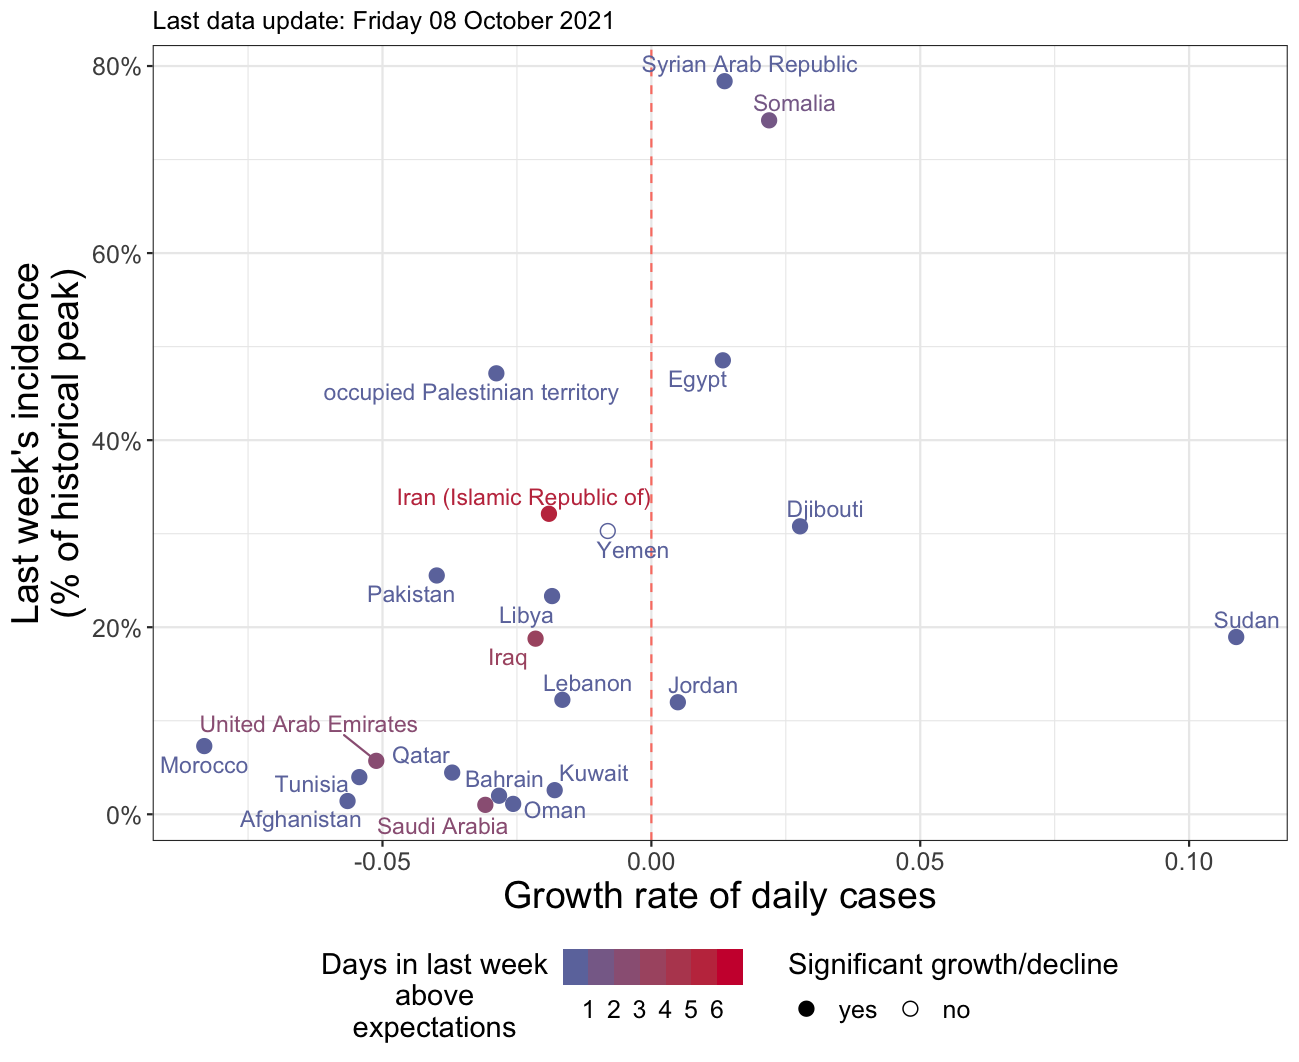 Last data update: Friday 08 October 2021
80%
60%
40%
20%
0%
Last week's incidence
(% of historical peak)
Syrian Arab Republic
Somalia
Egypt
occupied Palestinian territory
Iran (Islamic Republic of)
Djibouti
Yemen
Pakistan
Libya
Sudan
Iraq
Lebanon
Jordan
United Arab Emirates
Morocco
Qatar
Tunisia
Bahrain
Kuwait
Afghanistan
Oman
Saudi Arabia
-0.05 0.00 0.05 0.10
Growth rate of daily cases
Days in last week
above
expectations
1 2 3 4 5 6
Significant growth/decline
yes no